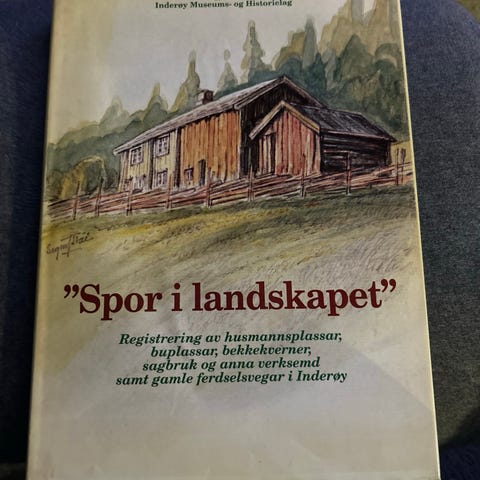 Inderøy Museums- og Historielag
"Spor i landskapet"
Registrering av husmannsplassar,
buplassar, bekkekverner,
sagbruk og anna verksemd
samt gamle ferdselsvegar i Inderøy